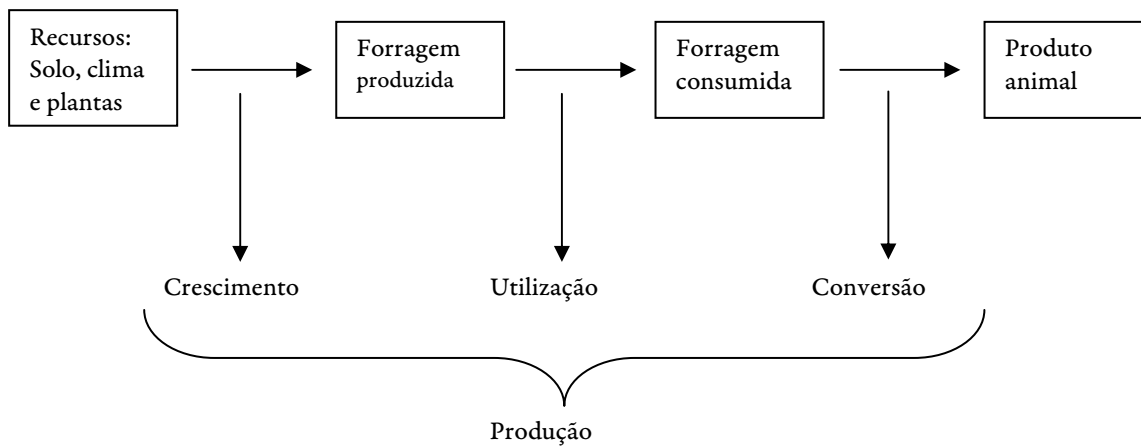 Recursos:
Solo, clima
e plantas
Forragem
produzida
Forragem
consumida
Produto
animal
Crescimento
Utilização
Conversão
Produção